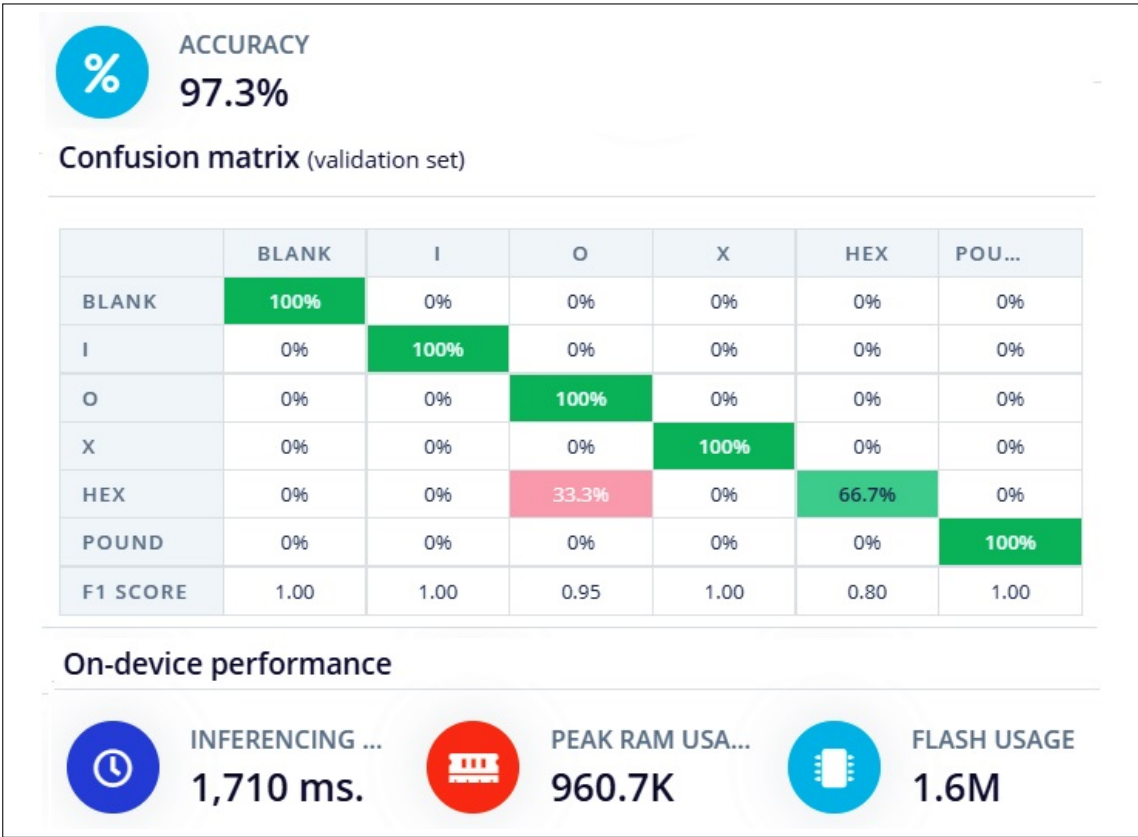 ACCURACY
97.3%
Confusion matrix (validation set)
BLANK I O X HEX POU...
BLANK 100% 0% 0% 0% 0% 0%
I 0% 100% 0% 0% 0% 0%
O 0% 0% 100% 0% 0% 0%
X 0% 0% 0% 100% 0% 0%
HEX 0% 0% 33.3% 0% 66.7% 0%
POUND 0% 0% 0% 0% 0% 100%
F1 SCORE 1.00 1.00 0.95 1.00 0.80 1.00
On-device performance
INFERENCING ... PEAK RAM USA... FLASH USAGE
1,710 ms. 960.7K 1.6M